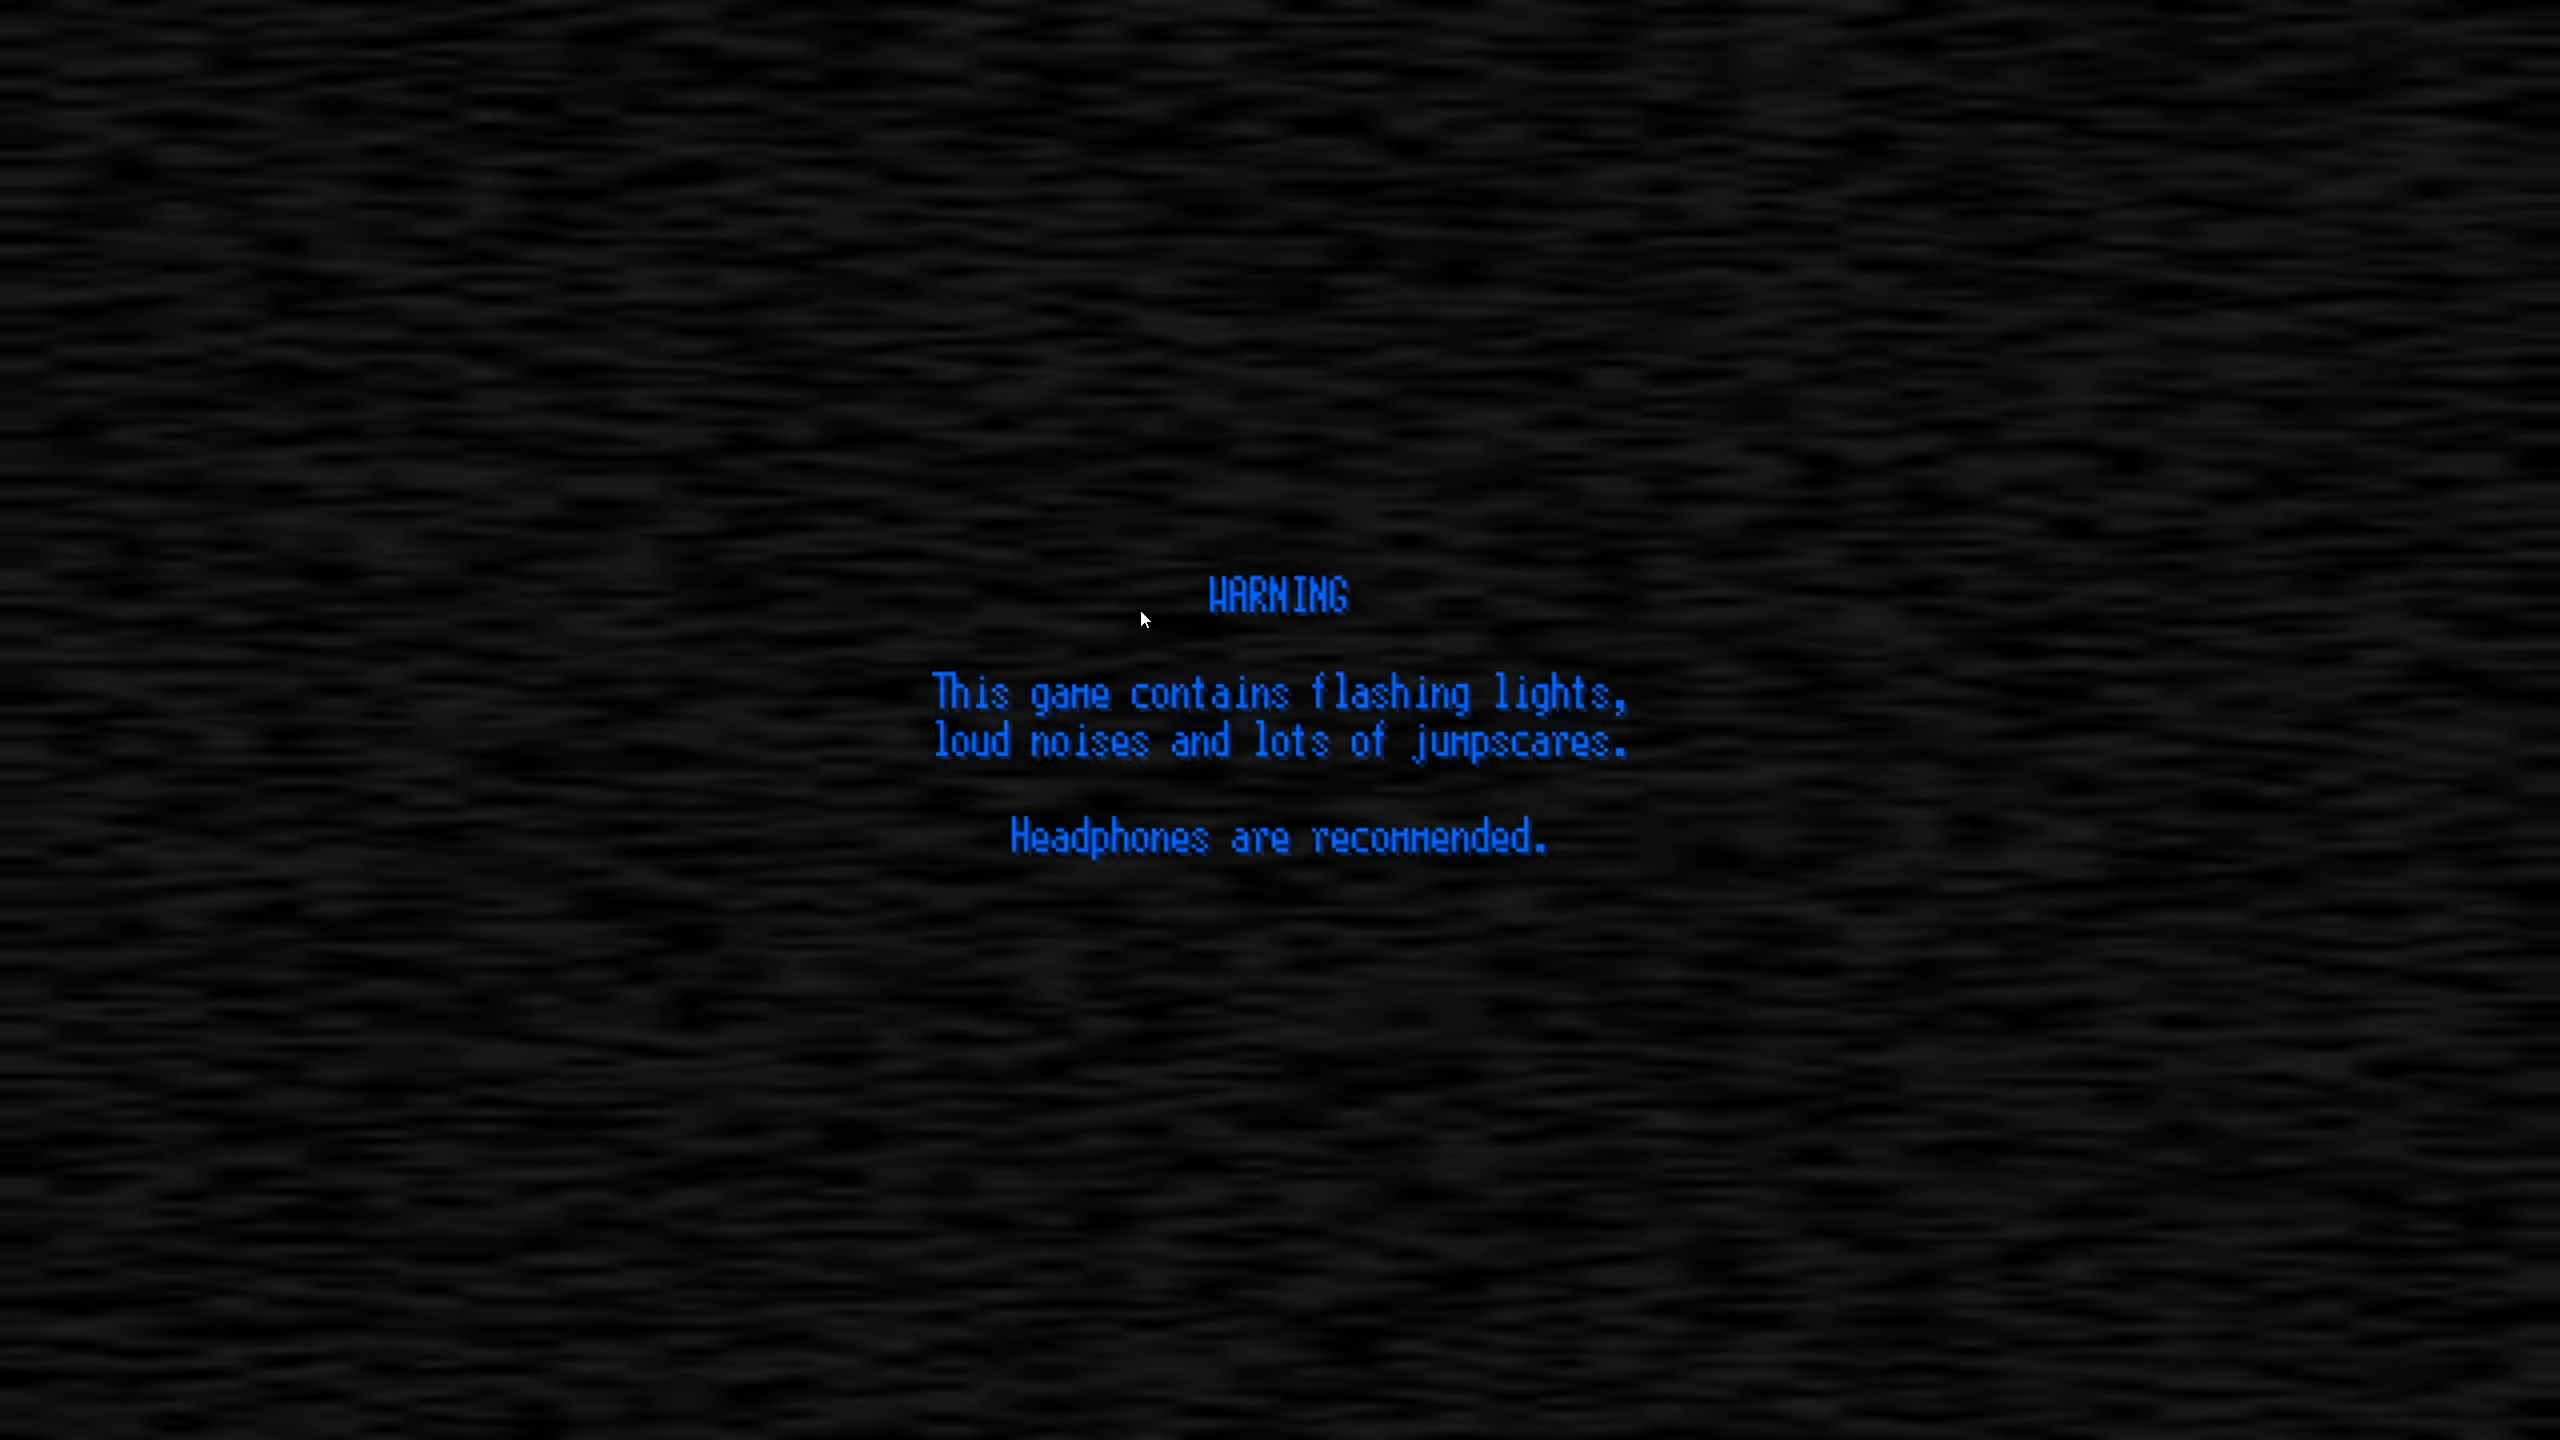 WARNING
This game contains flashing lights,
loud noises and lots of jumpscares.
Headphones are recommended.